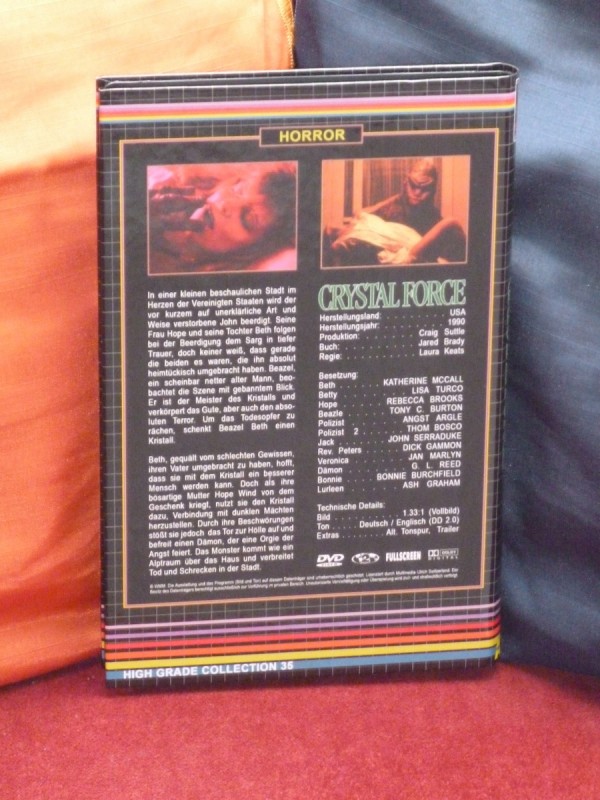 HORROR
In einer kleinen beschaulichen Stadt im
Herzen der Vereinigten Staaten wird der
vor kurzem auf unerklärliche Art und
Weise verstorbene John beerdigt. Seine
Frau Hope und seine Tochter Beth folgen
bei der Beerdigung dem Sarg in tiefer
Trauer, doch keiner weiß, dass gerade
die beiden es waren, die ihn absolut
heimtückisch umgebracht haben. Beazel,
ein scheinbar netter alter Mann, beo-
bachtet die Szene mit gebanntem Blick.
Er ist der Meister des Kristalls und
verkörpert das Gute, aber auch den abso-
luten Terror. Um das Todesopfer zu
rächen, schenkt Beazel Beth einen
Kristall.
Beth, gequält vom schlechten Gewissen,
ihren Vater umgebracht zu haben, hofft,
dass sie mit dem Kristall ein besserer
Mensch werden kann. Doch als ihre
bösartige Mutter Hope Wind von dem
Geschenk kriegt, nutzt sie den Kristall
dazu, Verbindung mit dunklen Mächten
herzustellen. Durch ihre Beschwörungen
stößt sie jedoch das Tor zur Hölle auf und
befreit einen Dämon, der eine Orgie der
Angst feiert. Das Monster kommt wie ein
Alptraum über das Haus und verbreitet
Tod und Schrecken in der Stadt.
CRYSTAL FORCE
Herstellungsland: . . . . . . . . USA
Herstellungsjahr: . . . . . . . . 1990
Produktion: . . . . . . . Craig Suttle
Buch: . . . . . . . . . . Jared Brady
Regie: . . . . . . . . . . Laura Keats
Besetzung:
Beth . . . . . . KATHERINE MCCALL
Betty . . . . . . . . . . LISA TURCO
Hope . . . . . . REBECCA BROOKS
Beazle . . . . . . TONY C. BURTON
Polizist . . . . . . . . ANGST ARGLE
Polizist 2 . . . . . . THOM BOSCO
Jack . . . . . . JOHN SERRADUKE
Rev. Peters . . . . . DICK GAMMON
Veronica . . . . . . . . JAN MARLYN
Dämon . . . . . . . . . G. L. REED
Bonnie . . . . BONNIE BURCHFIELD
Lurleen . . . . . . . . ASH GRAHAM
Technische Details:
Bild . . . . . . . . 1.33:1 (Vollbild)
Ton . . . . . Deutsch / Englisch (DD 2.0)
Extras . . . . . . Alt. Tonspur, Trailer
DVD
FULLSCREEN
DOLBY
DIGITAL
HIGH GRADE COLLECTION 35